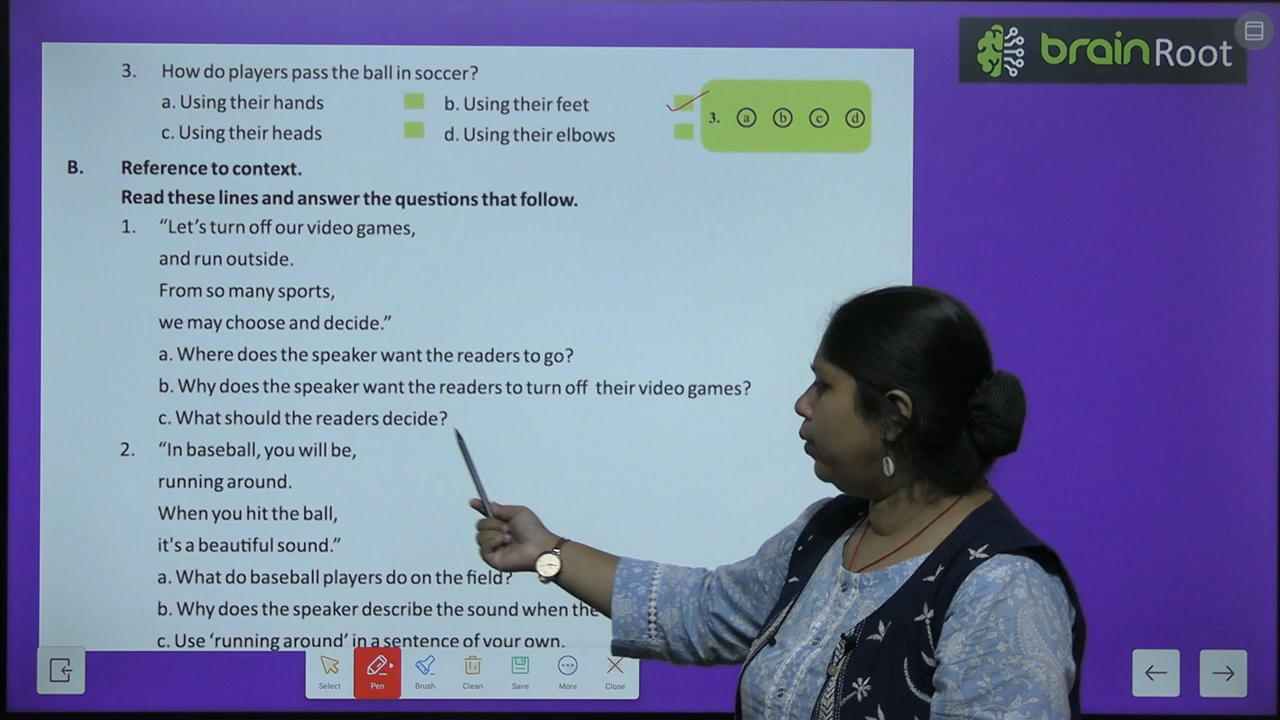 brainRoot
3. How do players pass the ball in soccer?
a. Using their hands b. Using their feet
c. Using their heads d. Using their elbows
3. a b c d
B. Reference to context.
Read these lines and answer the questions that follow.
1. “Let’s turn off our video games,
and run outside.
From so many sports,
we may choose and decide.”
a. Where does the speaker want the readers to go?
b. Why does the speaker want the readers to turn off their video games?
c. What should the readers decide?
2. “In baseball, you will be,
running around.
When you hit the ball,
it's a beautiful sound.”
a. What do baseball players do on the field?
b. Why does the speaker describe the sound when the
c. Use ‘running around’ in a sentence of your own.
Select Pen Brush Clean Save More Close